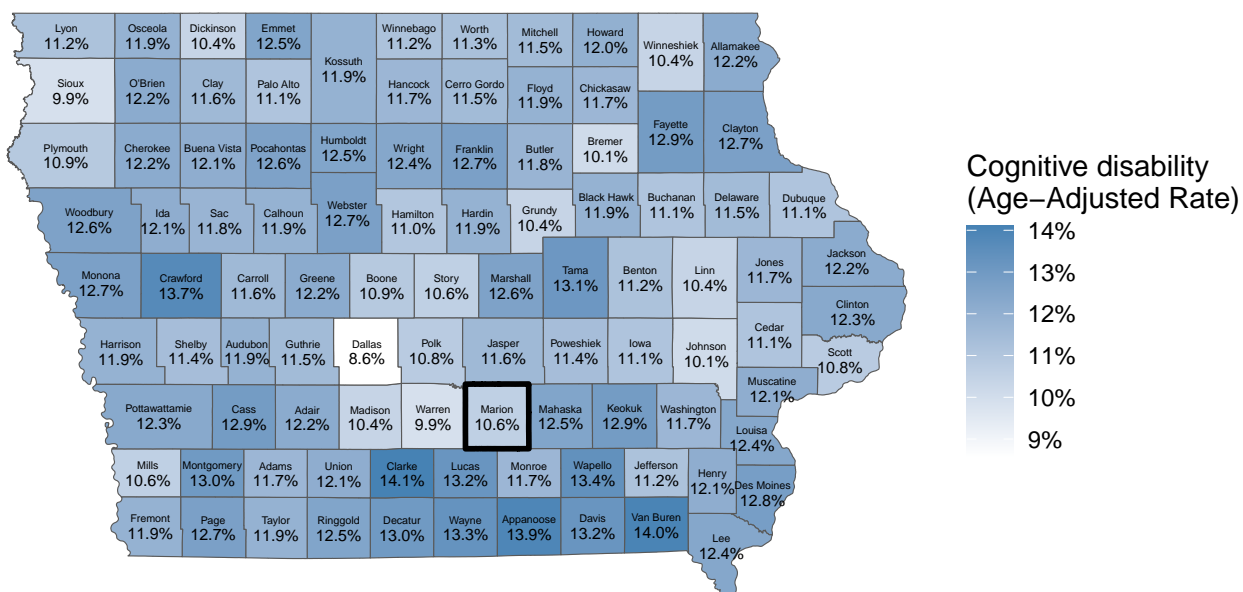 Lyon
11.2%
Osceola
11.9%
Dickinson
10.4%
Emmet
12.5%
Kossuth
11.9%
Winnebago
11.2%
Worth
11.3%
Mitchell
11.5%
Howard
12.0%
Winneshiek
10.4%
Allamakee
12.2%
Sioux
9.9%
O'Brien
12.2%
Clay
11.6%
Palo Alto
11.1%
Hancock
11.7%
Cerro Gordo
11.5%
Floyd
11.9%
Chickasaw
11.7%
Plymouth
10.9%
Cherokee
12.2%
Buena Vista
12.1%
Pocahontas
12.6%
Humboldt
12.5%
Wright
12.4%
Franklin
12.7%
Butler
11.8%
Bremer
10.1%
Fayette
12.9%
Clayton
12.7%
Woodbury
12.6%
Ida
12.1%
Sac
11.8%
Calhoun
11.9%
Webster
12.7%
Hamilton
11.0%
Hardin
11.9%
Grundy
10.4%
Black Hawk
11.9%
Buchanan
11.1%
Delaware
11.5%
Dubuque
11.1%
Monona
12.7%
Crawford
13.7%
Carroll
11.6%
Greene
12.2%
Boone
10.9%
Story
10.6%
Marshall
12.6%
Tama
13.1%
Benton
11.2%
Linn
10.4%
Jones
11.7%
Jackson
12.2%
Clinton
12.3%
Harrison
11.9%
Shelby
11.4%
Audubon
11.9%
Guthrie
11.5%
Dallas
8.6%
Polk
10.8%
Jasper
11.6%
Poweshiek
11.4%
Iowa
11.1%
Johnson
10.1%
Cedar
11.1%
Scott
10.8%
Muscatine
12.1%
Pottawattamie
12.3%
Cass
12.9%
Adair
12.2%
Madison
10.4%
Warren
9.9%
Marion
10.6%
Mahaska
12.5%
Keokuk
12.9%
Washington
11.7%
Louisa
12.4%
Mills
10.6%
Montgomery
13.0%
Adams
11.7%
Union
12.1%
Clarke
14.1%
Lucas
13.2%
Monroe
11.7%
Wapello
13.4%
Jefferson
11.2%
Henry
12.1%
Des Moines
12.8%
Fremont
11.9%
Page
12.7%
Taylor
11.9%
Ringgold
12.5%
Decatur
13.0%
Wayne
13.3%
Appanoose
13.9%
Davis
13.2%
Van Buren
14.0%
Lee
12.4%
Cognitive disability
(Age−Adjusted Rate)
14%
13%
12%
11%
10%
9%